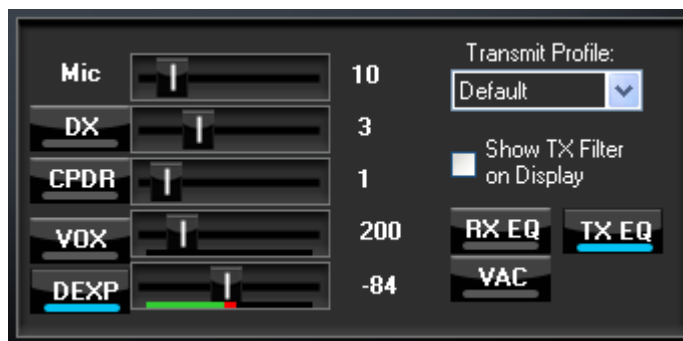 Mic 10
DX 3
CPDR 1
VOX 200
DEXP -84
Transmit Profile:
Default
Show TX Filter
on Display
RX EQ TX EQ
VAC